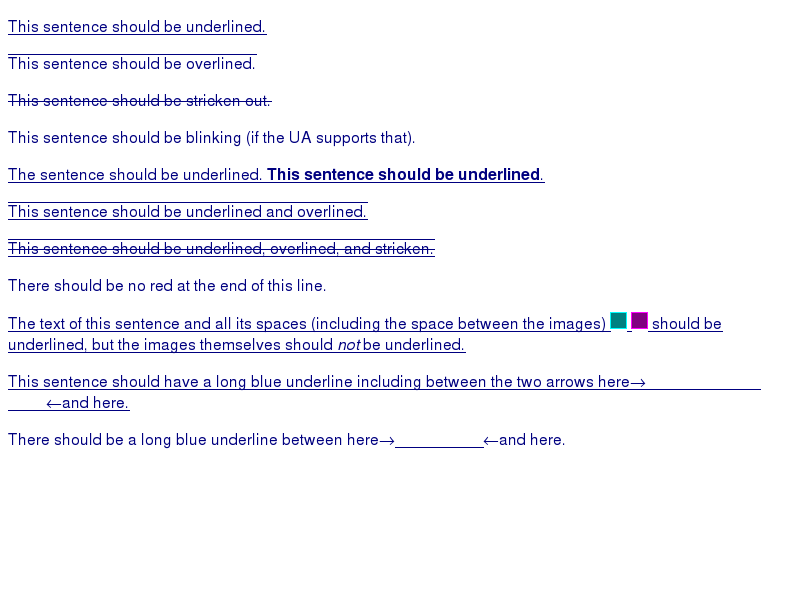 This sentence should be underlined.
This sentence should be overlined.
This sentence should be stricken out.
This sentence should be blinking (if the UA supports that).
The sentence should be underlined. This sentence should be underlined.
This sentence should be underlined and overlined.
This sentence should be underlined, overlined, and stricken.
There should be no red at the end of this line.
The text of this sentence and all its spaces (including the space between the images) should be
underlined, but the images themselves should not be underlined.
This sentence should have a long blue underline including between the two arrows here→
←and here.
There should be a long blue underline between here→ ←and here.